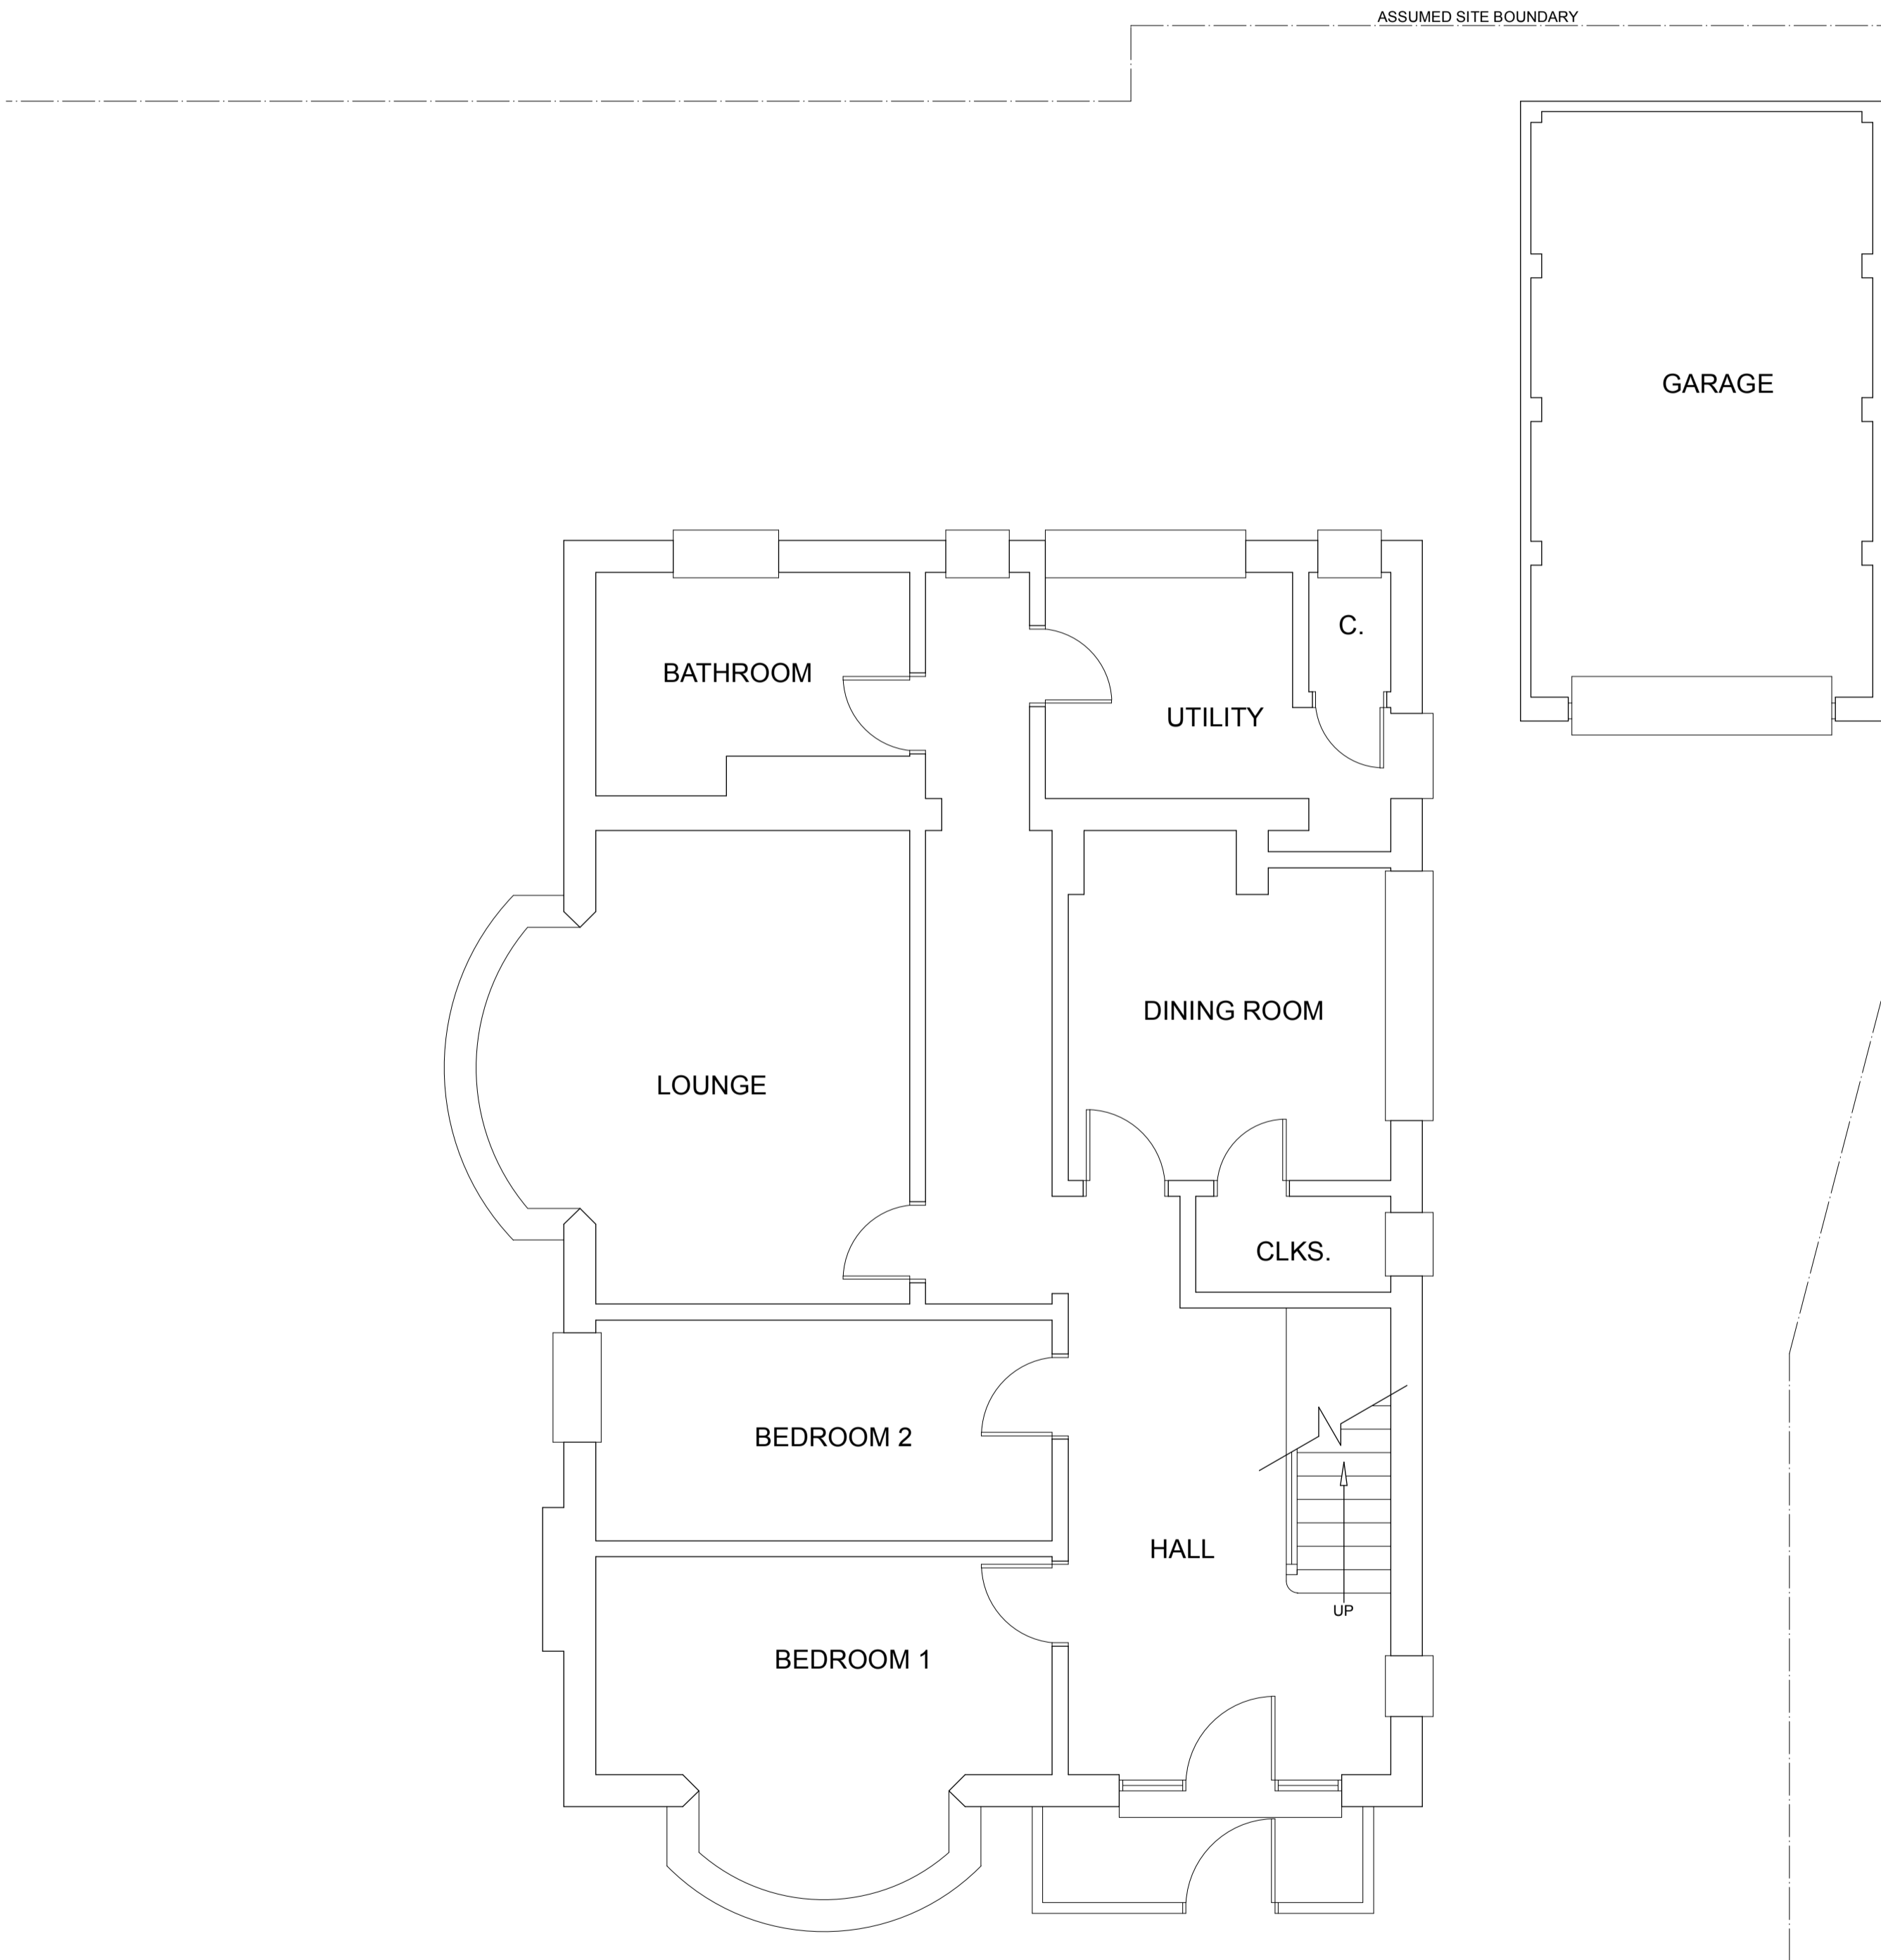 ASSUMED SITE BOUNDARY
GARAGE
C.
BATHROOM
UTILITY
DINING ROOM
LOUNGE
CLKS.
BEDROOM 2
HALL
UP
BEDROOM 1